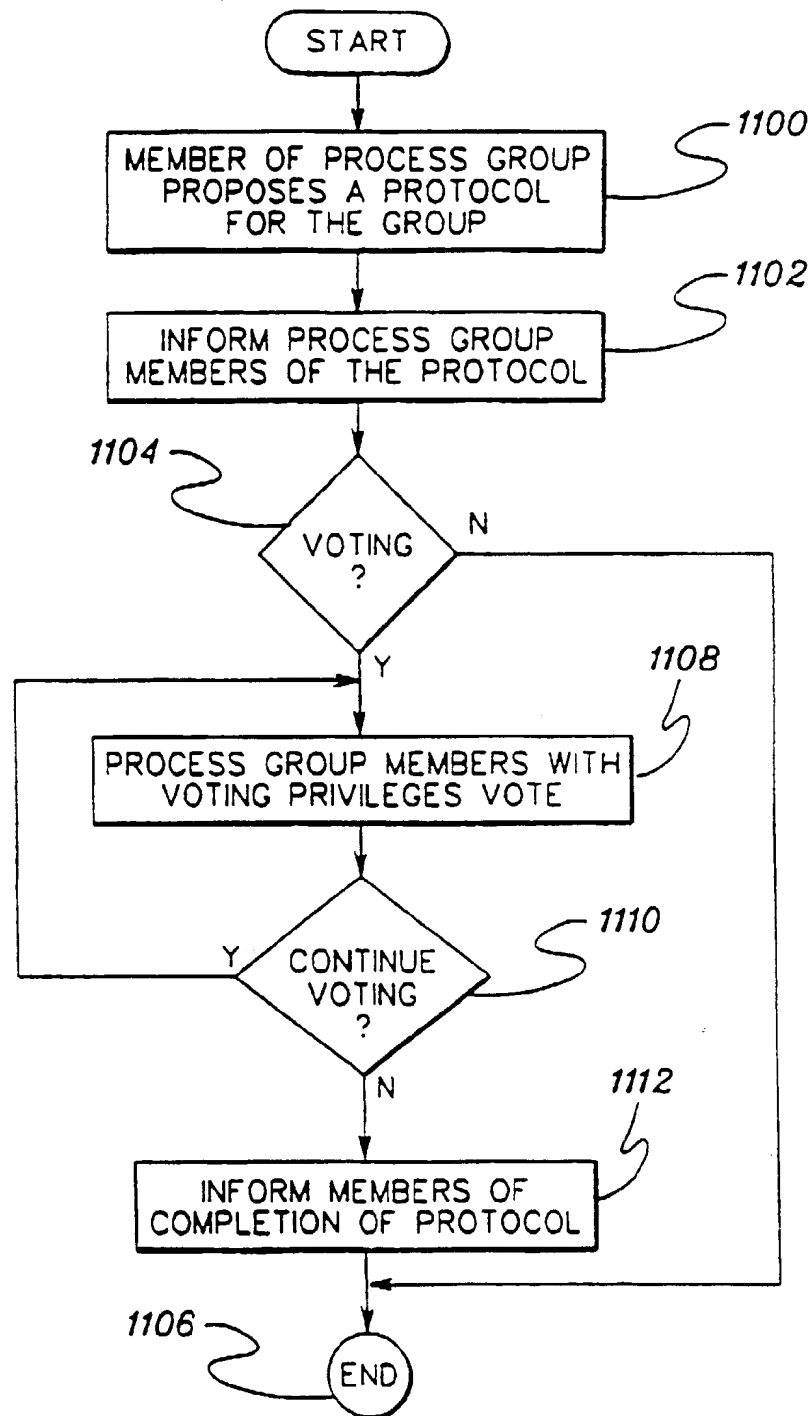 START
MEMBER OF PROCESS GROUP
PROPOSES A PROTOCOL
FOR THE GROUP
1100
INFORM PROCESS GROUP
MEMBERS OF THE PROTOCOL
1102
1104
VOTING
?
N
Y
1108
PROCESS GROUP MEMBERS WITH
VOTING PRIVILEGES VOTE
1110
Y
CONTINUE
VOTING
?
N
1112
INFORM MEMBERS OF
COMPLETION OF PROTOCOL
1106
END